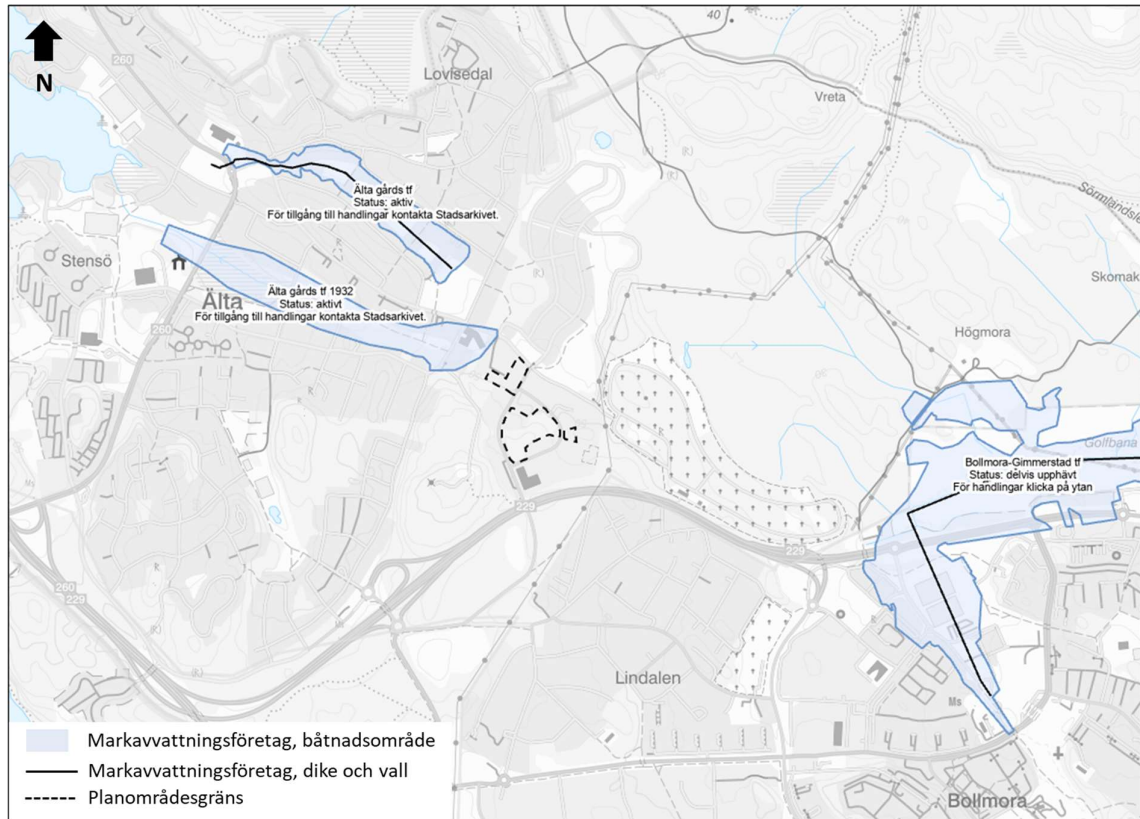 N
260
Lovisedal
40
Vreta
(R)
Sörmlandsle
Älta gårds tf
Status: aktiv
För tillgång till handlingar kontakta Stadsarkivet.
Stensö
Älta
Älta gårds tf 1932
Status: aktivt
För tillgång till handlingar kontakta Stadsarkivet.
(R)
Skomak
Högmora
260
Golfbana
Bollmora-Gimmerstad tf
Status: delvis upphävt
För handlingar klicka på ytan
Ms
229
229
260
229
(R)
(R)
Lindalen
Ms
Bollmora
Markavvattningsföretag, båtnadsområde
Markavvattningsföretag, dike och vall
Planområdesgräns